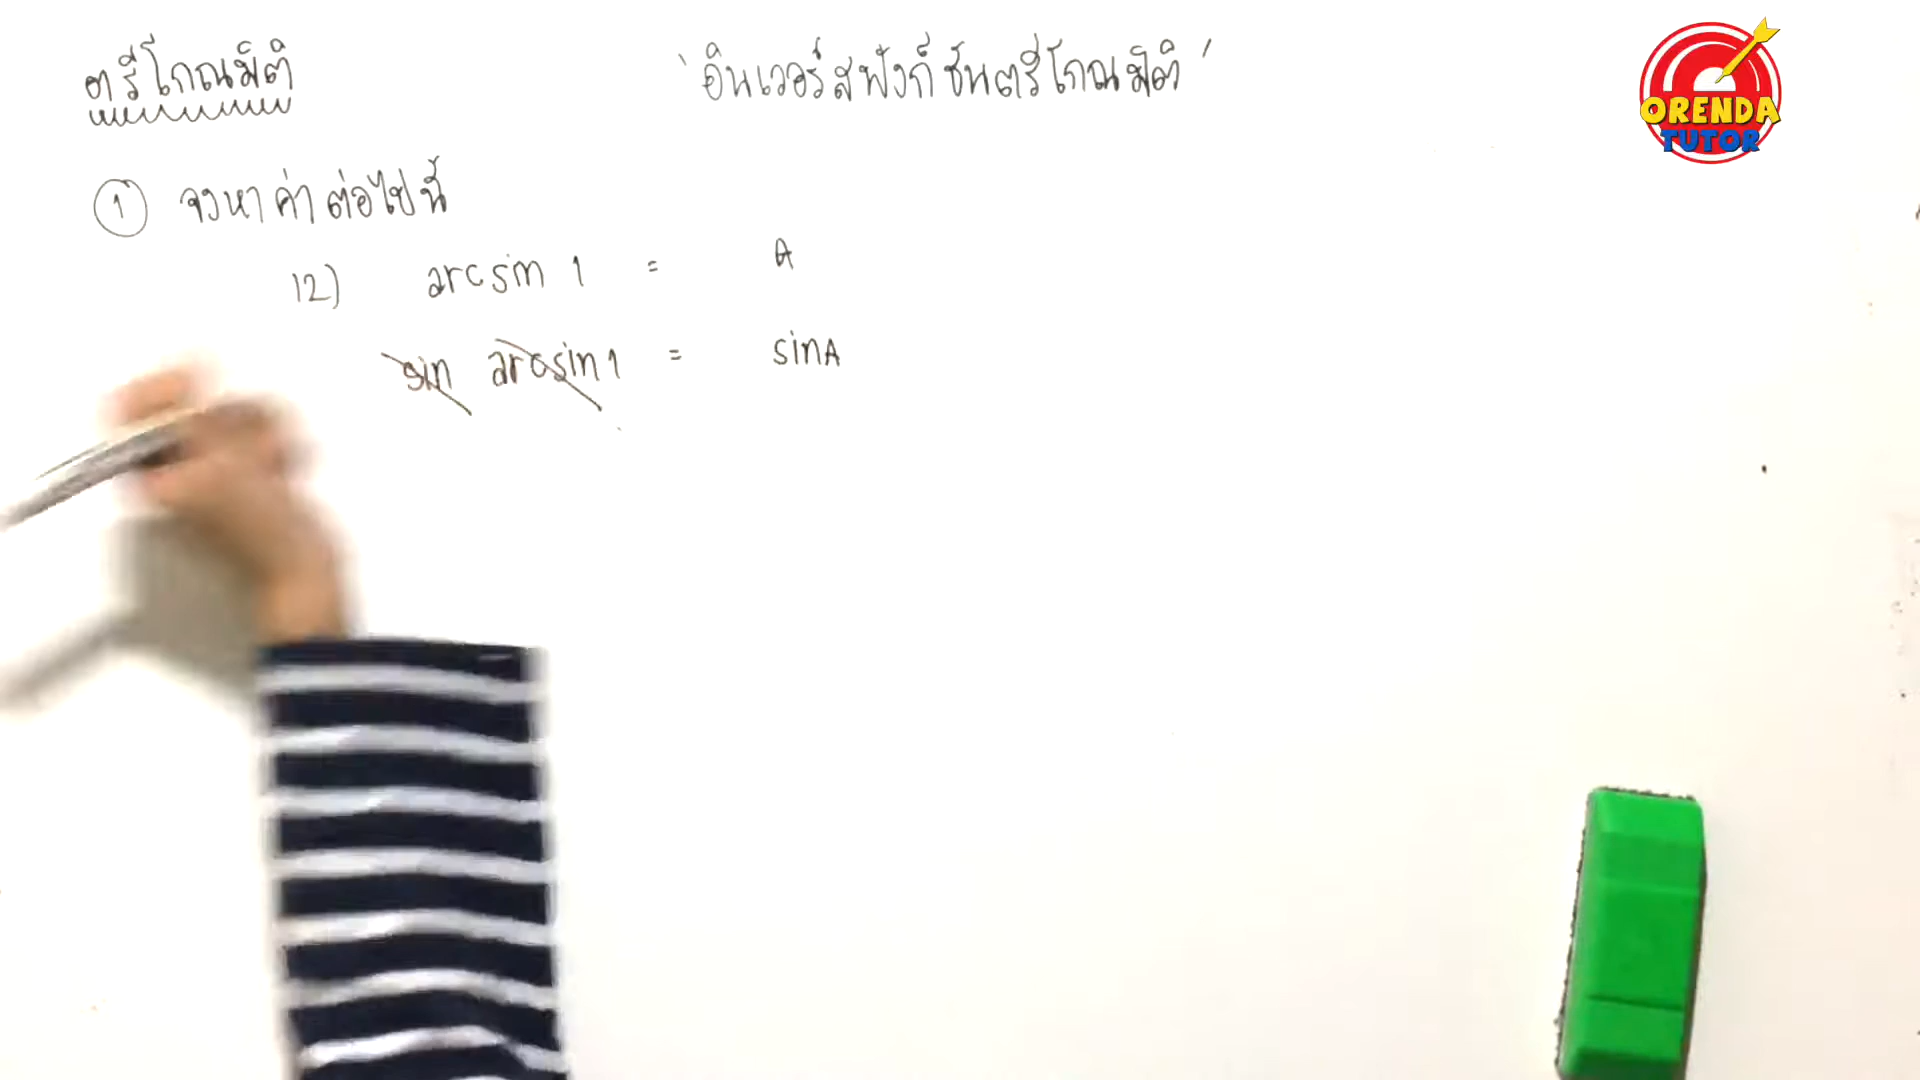 ตรีโกณมิติ
'อินเวอร์สฟังก์ชันตรีโกณมิติ'
ORENDA
TUTOR
1 จงหาค่าต่อไปนี้
12) arcsin 1 = A
sin arcsin 1 = sinA